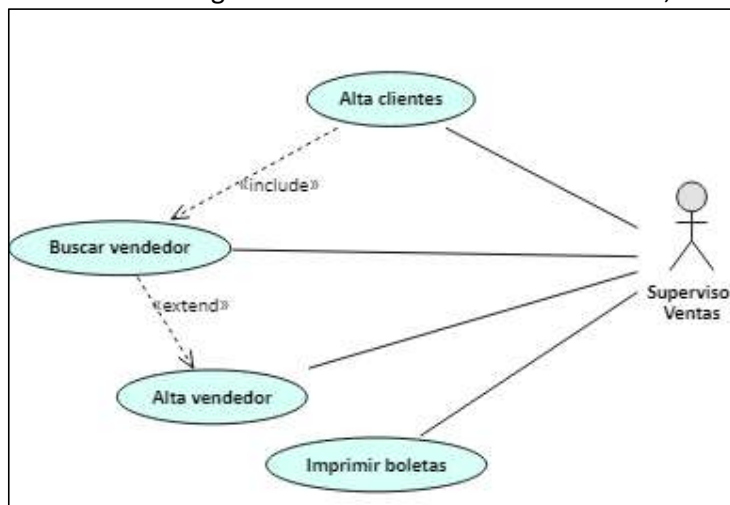 Alta clientes
«include»
Buscar vendedor
«extend»
Superviso
Ventas
Alta vendedor
Imprimir boletas